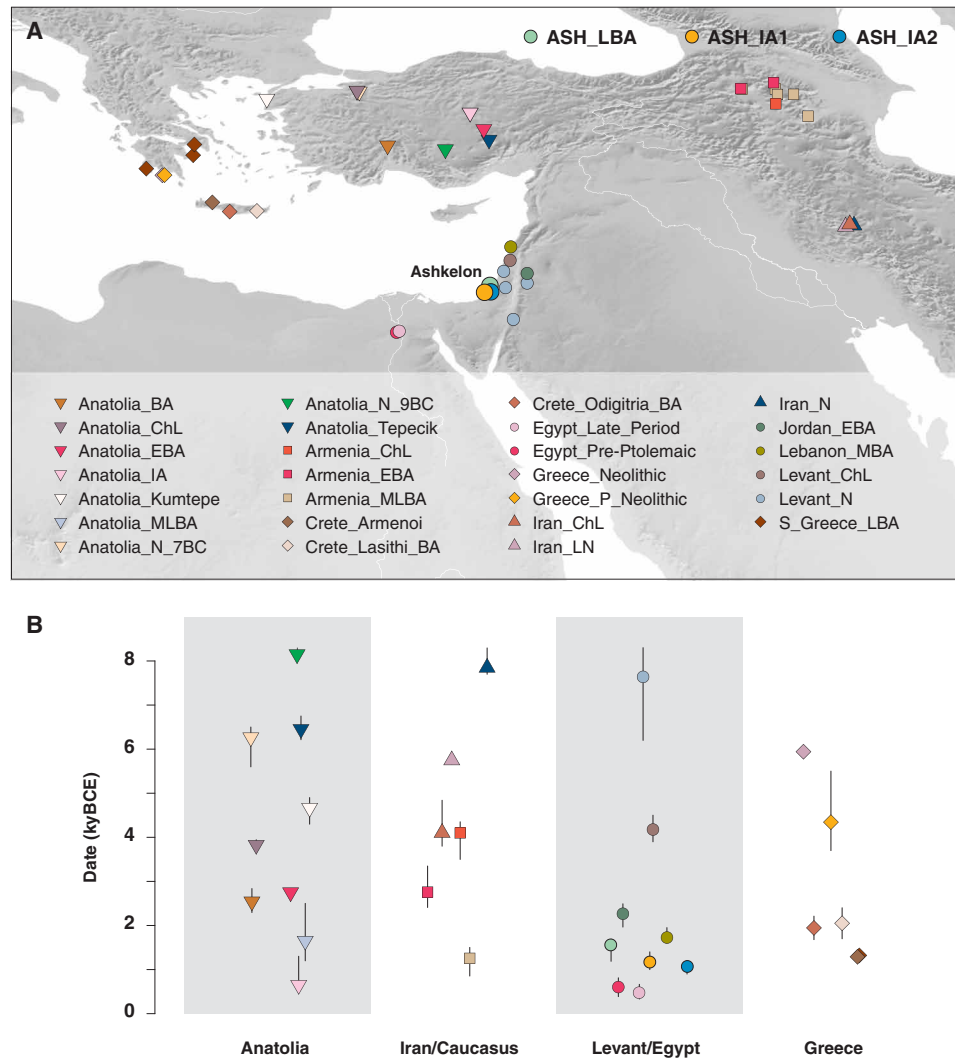 A
ASH_LBA ASH_IA1 ASH_IA2
Ashkelon
Anatolia_BA Anatolia_N_9BC Crete_Odigitria_BA Iran_N
Anatolia_ChL Anatolia_Tepecik Egypt_Late_Period Jordan_EBA
Anatolia_EBA Armenia_ChL Egypt_Pre-Ptolemaic Lebanon_MBA
Anatolia_IA Armenia_EBA Greece_Neolithic Levant_ChL
Anatolia_Kumtepe Armenia_MLBA Greece_P_Neolithic Levant_N
Anatolia_MLBA Crete_Armenoi Iran_ChL S_Greece_LBA
Anatolia_N_7BC Crete_Lasithi_BA Iran_LN
B
Date (kyBCE)
8
6
4
2
0
Anatolia Iran/Caucasus Levant/Egypt Greece